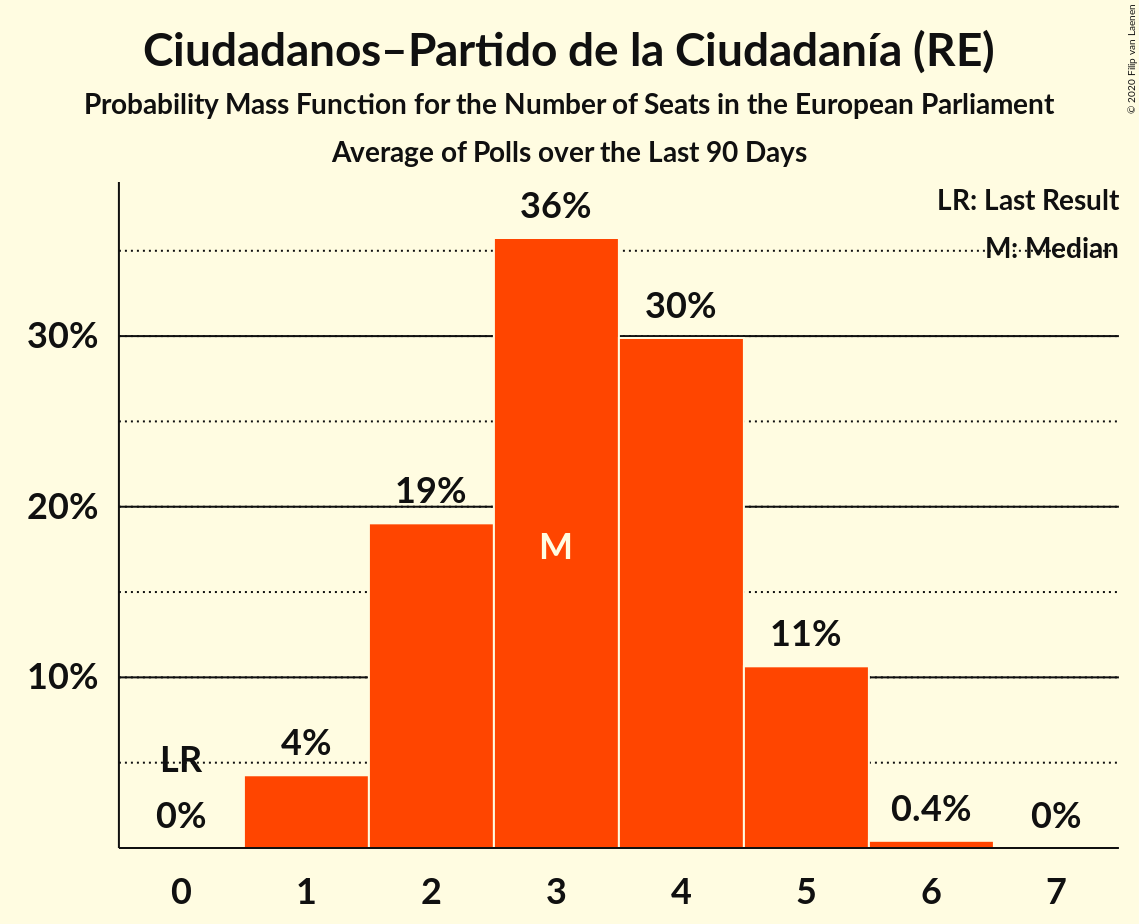 Ciudadanos–Partido de la Ciudadanía (RE)
Probability Mass Function for the Number of Seats in the European Parliament
Average of Polls over the Last 90 Days
© 2020 Filip van Laenen
LR: Last Result
M: Median
36%
30%
30%
19%
20%
M
11%
10%
4%
LR
0%
0.4%
0%
0 1 2 3 4 5 6 7